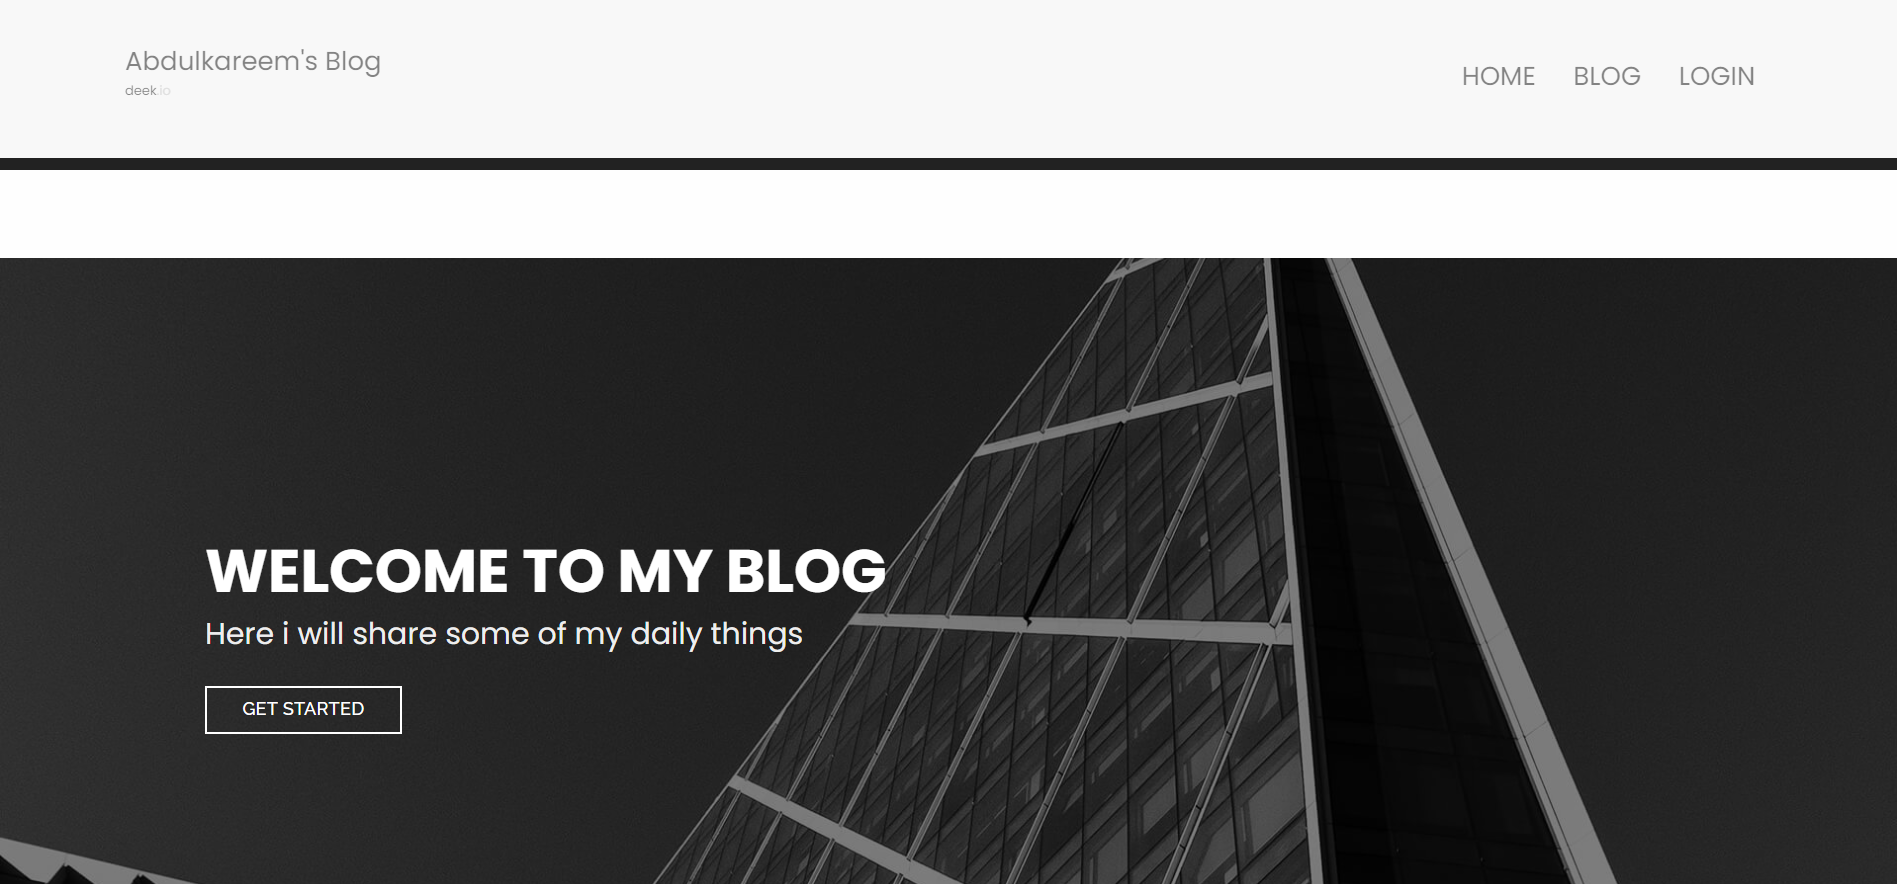 Abdulkareem's Blog
deek.io
HOME BLOG LOGIN
WELCOME TO MY BLOG
Here i will share some of my daily things
GET STARTED